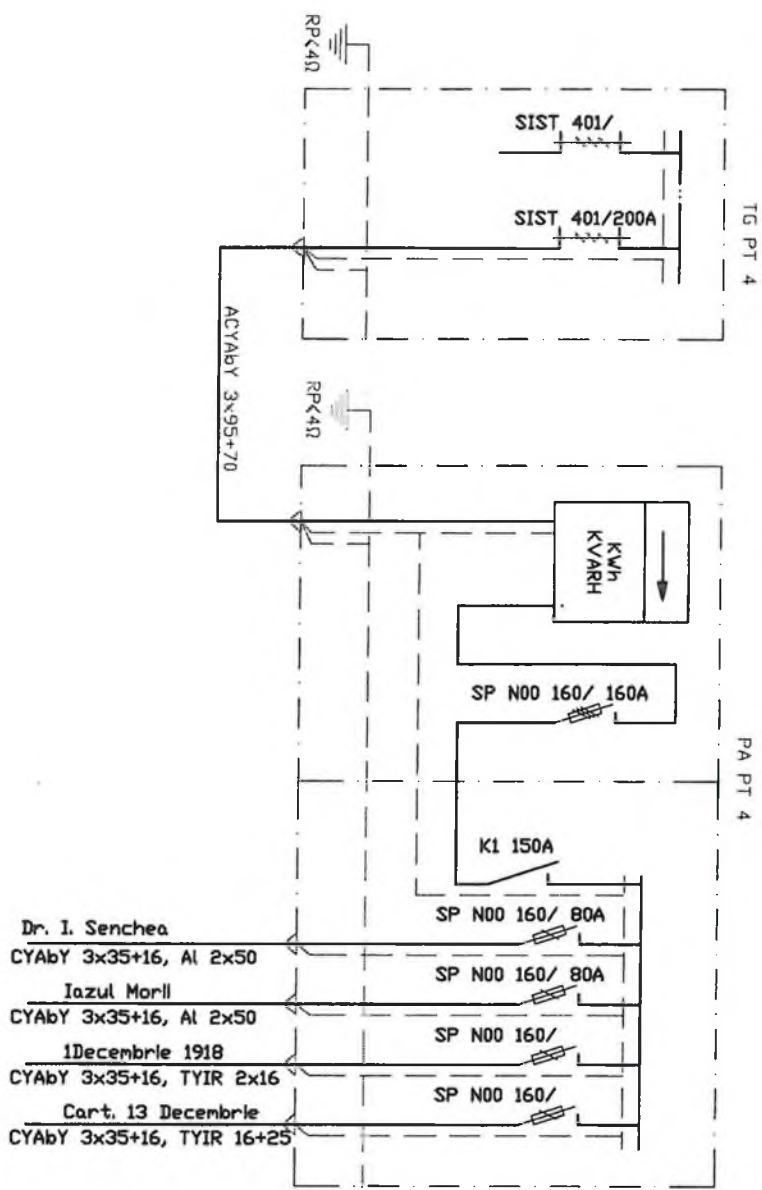 RP<4Ω
SIST 401/
TG PT 4
SIST 401/200A
ACYAbY 3x95+70
RP<4Ω
KWh
KVARH
SP N00 160/ 160A
PA PT 4
K1 150A
SP N00 160/ 80A
Dr. I. Senchea
CYAbY 3x35+16, Al 2x50
SP N00 160/ 80A
Iazul Morii
CYAbY 3x35+16, Al 2x50
SP N00 160/
1Decembrie 1918
CYAbY 3x35+16, TYIR 2x16
SP N00 160/
Cart. 13 Decembrie
CYAbY 3x35+16, TYIR 16+25